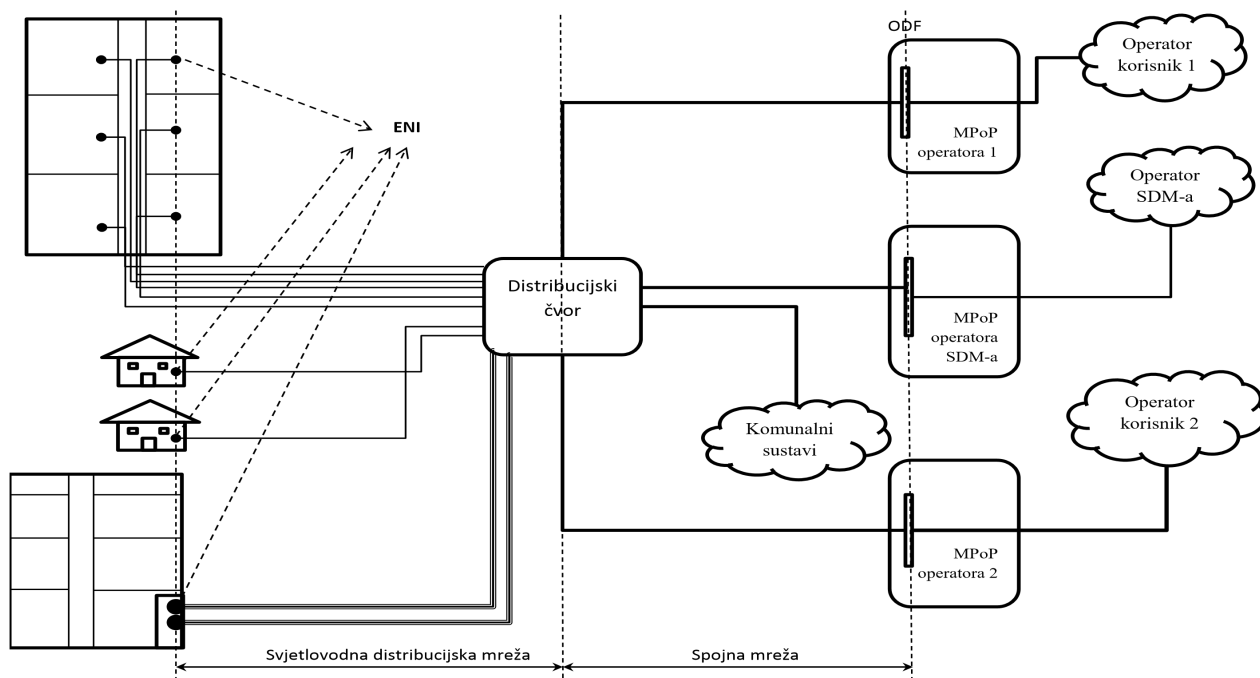 ODF
Operator
korisnik 1
ENI
MPoP
operatora 1
Operator
SDM-a
Distribucijski
čvor
MPoP
operatora
SDM-a
Operator
korisnik 2
Komunalni
sustavi
MPoP
operatora 2
Svjetlovodna distribucijska mreža
Spojna mreža